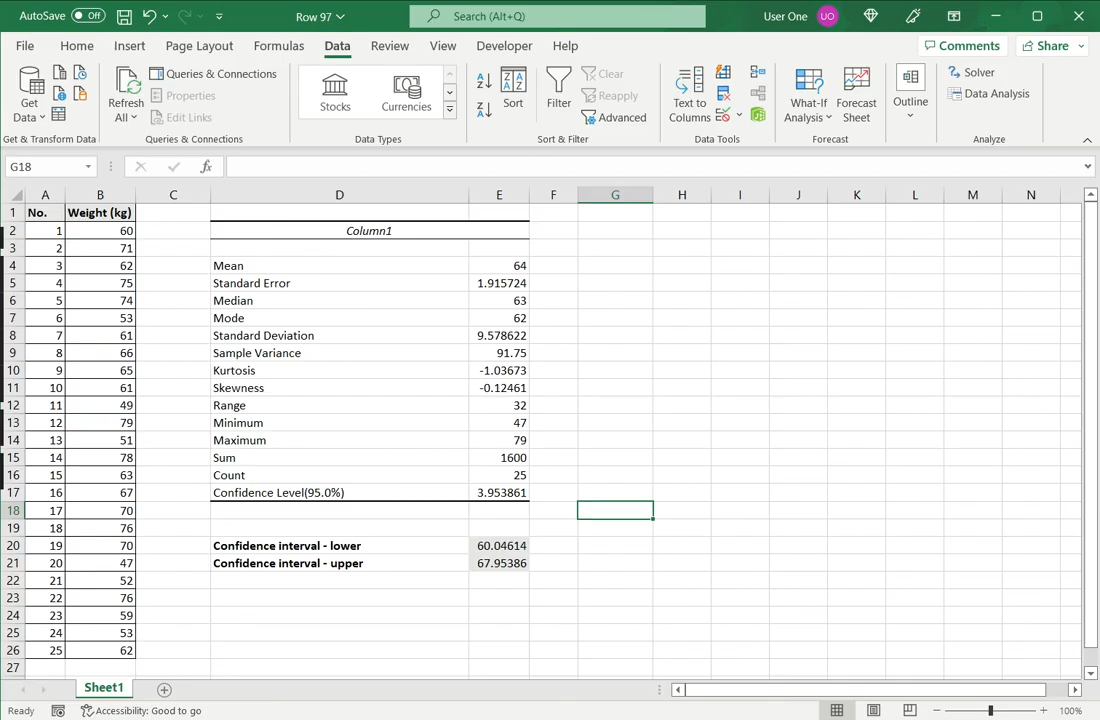 AutoSave Off Row 97 Search (Alt+Q) User One UO
File Home Insert Page Layout Formulas Data Review View Developer Help Comments Share
Get Data Refresh All Queries & Connections Properties Edit Links Stocks Currencies Sort Filter Clear Reapply Advanced Text to Columns What-If Analysis Forecast Sheet Outline Solver Data Analysis
Get & Transform Data Queries & Connections Data Types Sort & Filter Data Tools Forecast Analyze
G18 fx
A B C D E F G H I J K L M N
1 No. Weight (kg)
2 1 60 Column1
3 2 71
4 3 62 Mean 64
5 4 75 Standard Error 1.915724
6 5 74 Median 63
7 6 53 Mode 62
8 7 61 Standard Deviation 9.578622
9 8 66 Sample Variance 91.75
10 9 65 Kurtosis -1.03673
11 10 61 Skewness -0.12461
12 11 49 Range 32
13 12 79 Minimum 47
14 13 51 Maximum 79
15 14 78 Sum 1600
16 15 63 Count 25
17 16 67 Confidence Level(95.0%) 3.953861
18 17 70
19 18 76
20 19 70 Confidence interval - lower 60.04614
21 20 47 Confidence interval - upper 67.95386
22 21 52
23 22 76
24 23 59
25 24 53
26 25 62
27
Sheet1
Ready Accessibility: Good to go 100%